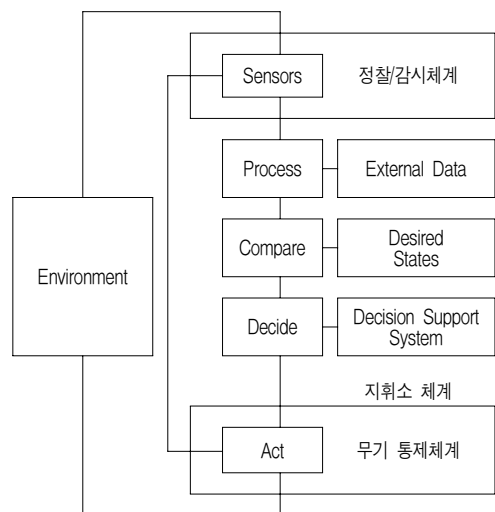 Sensors
정찰/감시체계
Process
External Data
Environment
Compare
Desired
States
Decide
Decision Support
System
지휘소 체계
Act
무기 통제체계